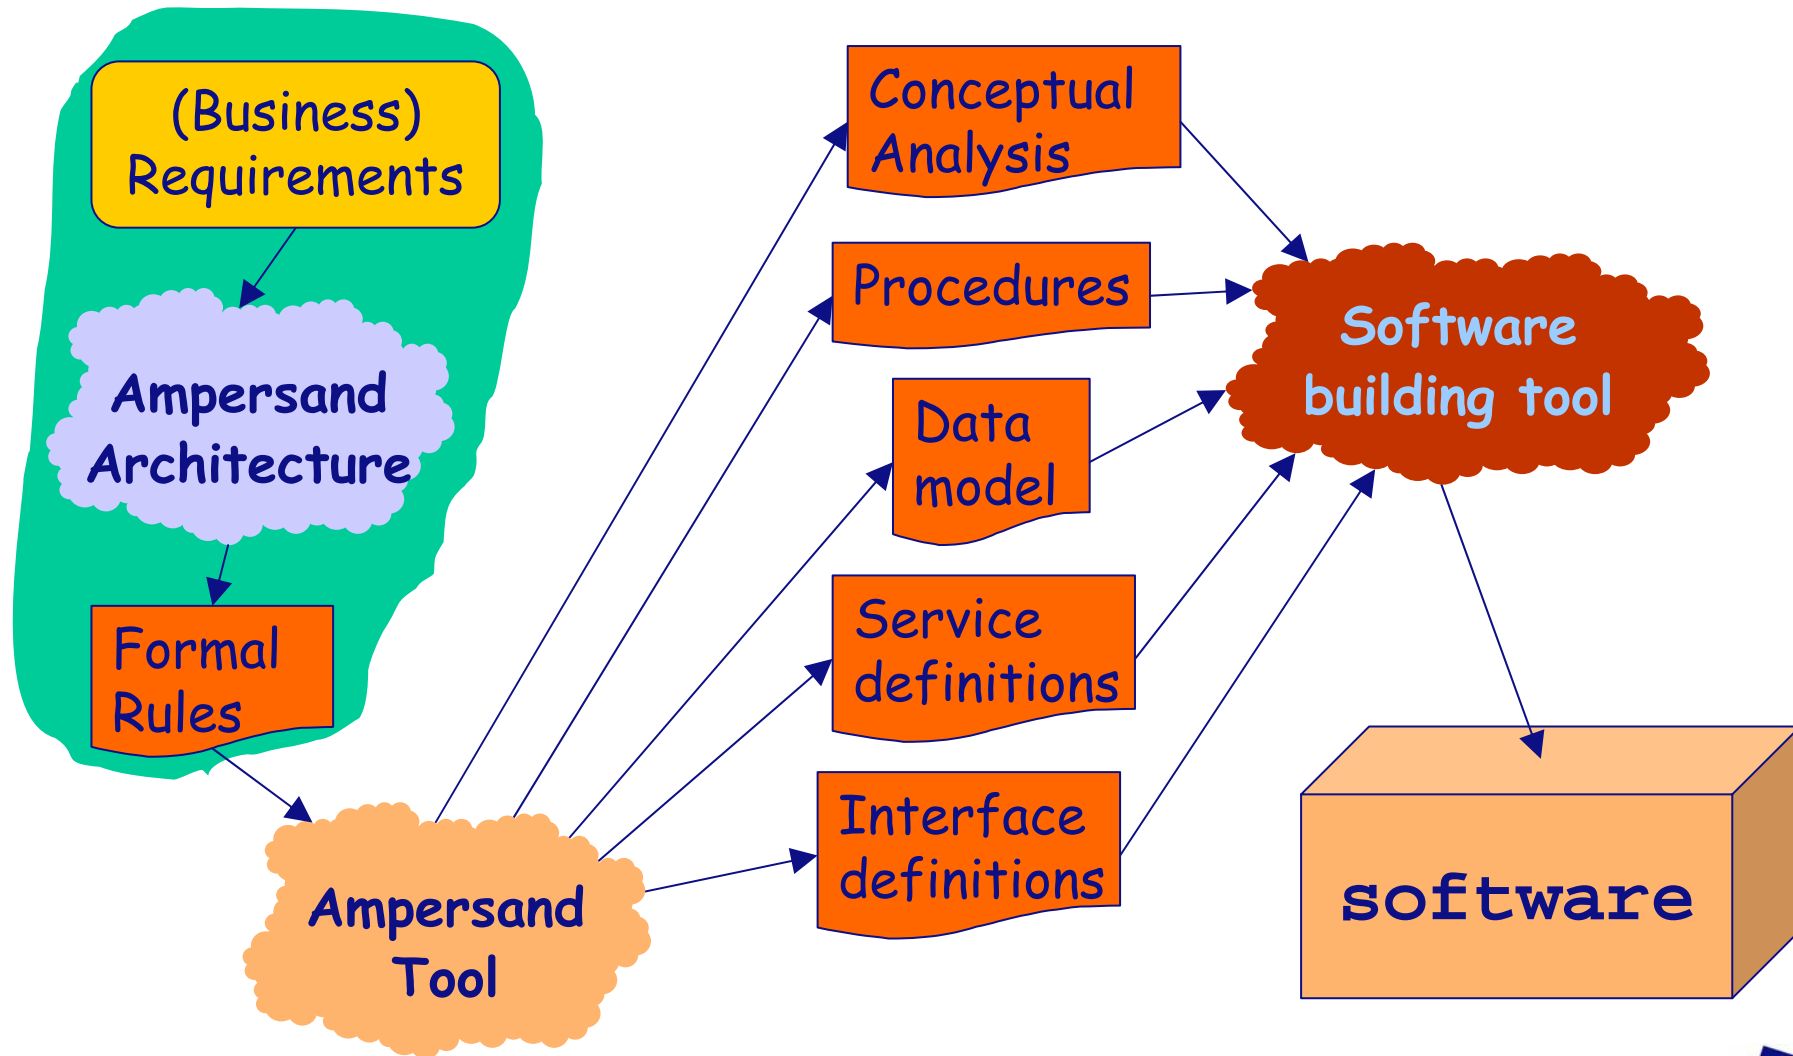 (Business)
Requirements
Ampersand
Architecture
Formal
Rules
Ampersand
Tool
Conceptual
Analysis
Procedures
Data
model
Service
definitions
Interface
definitions
Software
building tool
software